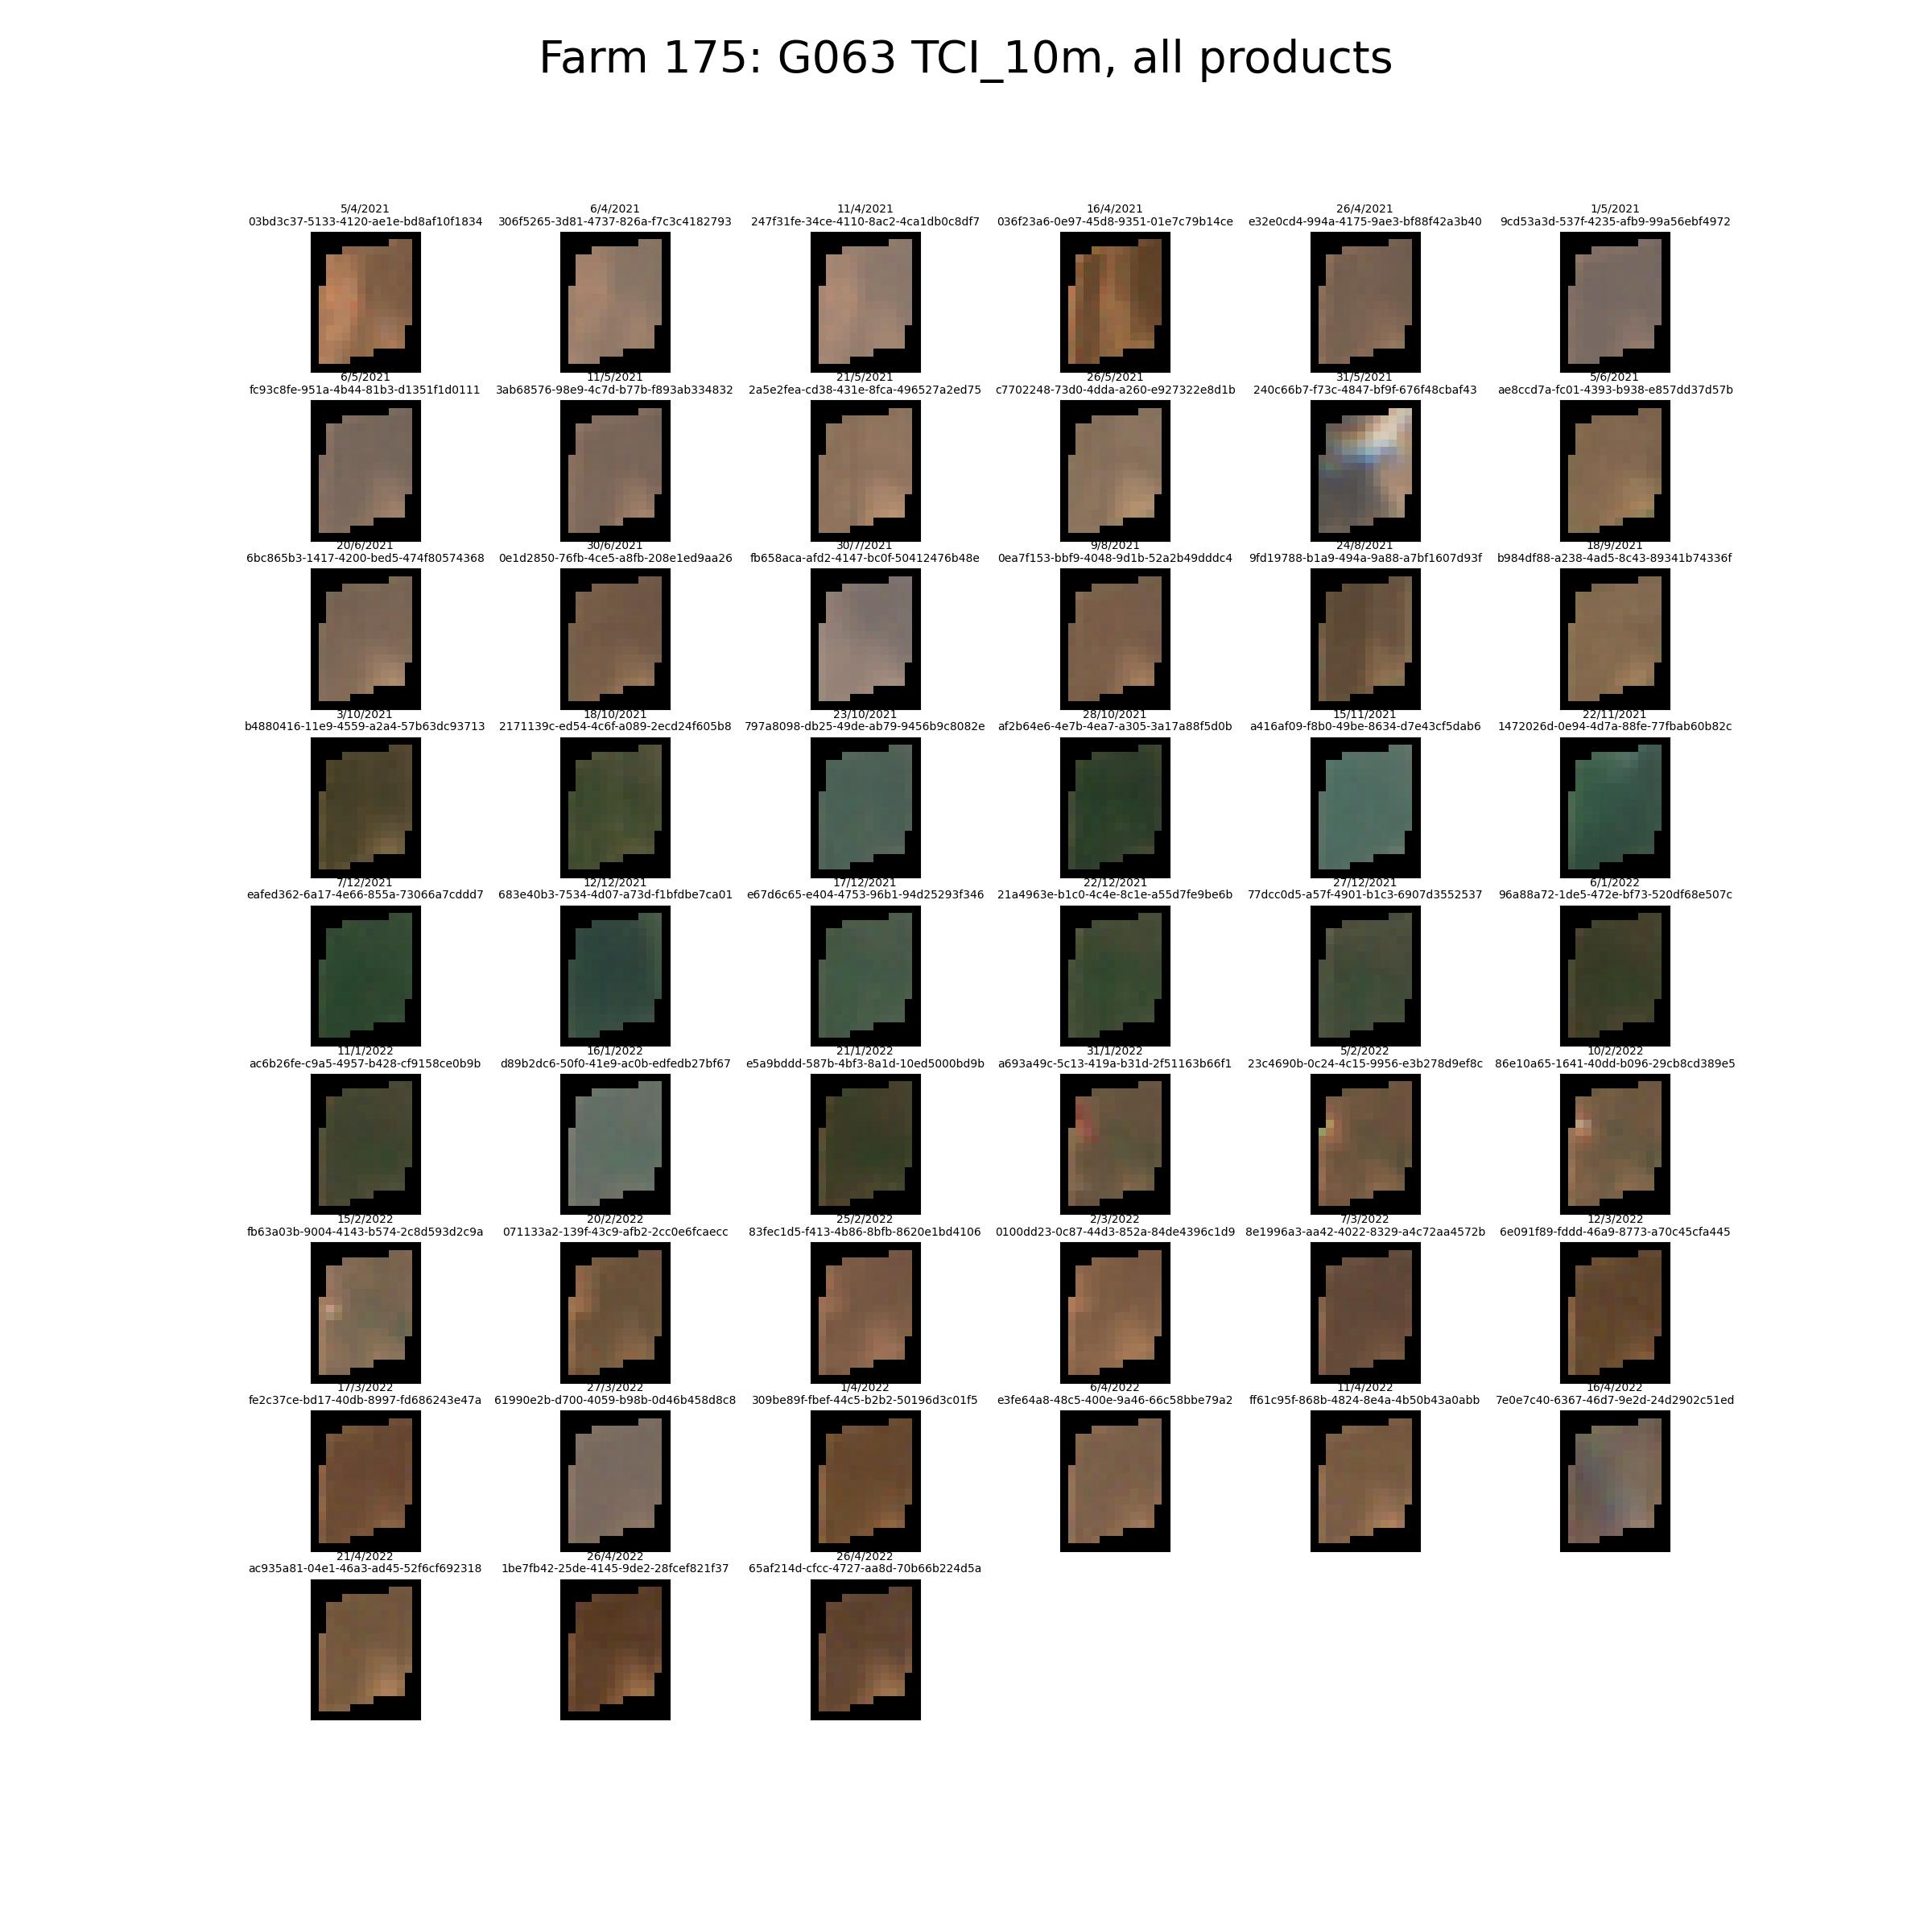 Farm 175: G063 TCI_10m, all products
5/4/2021 6/4/2021 11/4/2021 16/4/2021 26/4/2021 1/5/2021
03bd3c37-5133-4120-ae1e-bd8af10f1834 306f5265-3d81-4737-826a-f7c3c4182793 247f31fe-34ce-4110-8ac2-4ca1db0c8df7 036f23a6-0e97-45d8-9351-01e7c79b14ce e32e0cd4-994a-4175-9ae3-bf88f42a3b40 9cd53a3d-537f-4235-afb9-99a56ebf4972
6/5/2021 11/5/2021 21/5/2021 26/5/2021 31/5/2021 5/6/2021
fc93c8fe-951a-4b44-81b3-d1351f1d0111 3ab68576-98e9-4c7d-b77b-f893ab334832 2a5e2fea-cd38-431e-8fca-496527a2ed75 c7702248-73d0-4dda-a260-e927322e8d1b 240c66b7-f73c-4847-bf9f-676f48cbaf43 ae8ccd7a-fc01-4393-b938-e857dd37d57b
20/6/2021 30/6/2021 30/7/2021 9/8/2021 24/8/2021 18/9/2021
6bc865b3-1417-4200-bed5-474f80574368 0e1d2850-76fb-4ce5-a8fb-208e1ed9aa26 fb658aca-afd2-4147-bc0f-50412476b48e 0ea7f153-bbf9-4048-9d1b-52a2b49dddc4 9fd19788-b1a9-494a-9a88-a7bf1607d93f b984df88-a238-4ad5-8c43-89341b74336f
3/10/2021 18/10/2021 23/10/2021 28/10/2021 15/11/2021 22/11/2021
b4880416-11e9-4559-a2a4-57b63dc93713 2171139c-ed54-4c6f-a089-2ecd24f605b8 797a8098-db25-49de-ab79-9456b9c8082e af2b64e6-4e7b-4ea7-a305-3a17a88f5d0b a416af09-f8b0-49be-8634-d7e43cf5dab6 1472026d-0e94-4d7a-88fe-77fbab60b82c
7/12/2021 12/12/2021 17/12/2021 22/12/2021 27/12/2021 6/1/2022
eafed362-6a17-4e66-855a-73066a7cddd7 683e40b3-7534-4d07-a73d-f1bfdbe7ca01 e67d6c65-e404-4753-96b1-94d25293f346 21a4963e-b1c0-4c4e-8c1e-a55d7fe9be6b 77dcc0d5-a57f-4901-b1c3-6907d3552537 96a88a72-1de5-472e-bf73-520df68e507c
11/1/2022 16/1/2022 21/1/2022 31/1/2022 5/2/2022 10/2/2022
ac6b26fe-c9a5-4957-b428-cf9158ce0b9b d89b2dc6-50f0-41e9-ac0b-edfedb27bf67 e5a9bddd-587b-4bf3-8a1d-10ed5000bd9b a693a49c-5c13-419a-b31d-2f51163b66f1 23c4690b-0c24-4c15-9956-e3b278d9ef8c 86e10a65-1641-40dd-b096-29cb8cd389e5
15/2/2022 20/2/2022 25/2/2022 2/3/2022 7/3/2022 12/3/2022
fb63a03b-9004-4143-b574-2c8d593d2c9a 071133a2-139f-43c9-afb2-2cc0e6fcaecc 83fec1d5-f413-4b86-8bfb-8620e1bd4106 0100dd23-0c87-44d3-852a-84de4396c1d9 8e1996a3-aa42-4022-8329-a4c72aa4572b 6e091f89-fddd-46a9-8773-a70c45cfa445
17/3/2022 27/3/2022 1/4/2022 6/4/2022 11/4/2022 16/4/2022
fe2c37ce-bd17-40db-8997-fd686243e47a 61990e2b-d700-4059-b98b-0d46b458d8c8 309be89f-fbef-44c5-b2b2-50196d3c01f5 e3fe64a8-48c5-400e-9a46-66c58bbe79a2 ff61c95f-868b-4824-8e4a-4b50b43a0abb 7e0e7c40-6367-46d7-9e2d-24d2902c51ed
21/4/2022 26/4/2022 26/4/2022
ac935a81-04e1-46a3-ad45-52f6cf692318 1be7fb42-25de-4145-9de2-28fcef821f37 65af214d-cfcc-4727-aa8d-70b66b224d5a